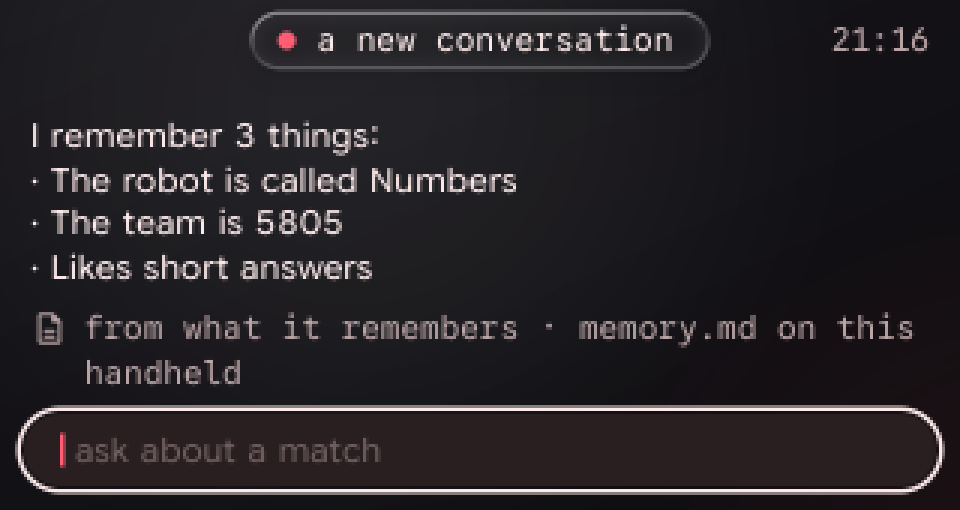 a new conversation
21:16
I remember 3 things:
· The robot is called Numbers
· The team is 5805
· Likes short answers
from what it remembers · memory.md on this
handheld
ask about a match